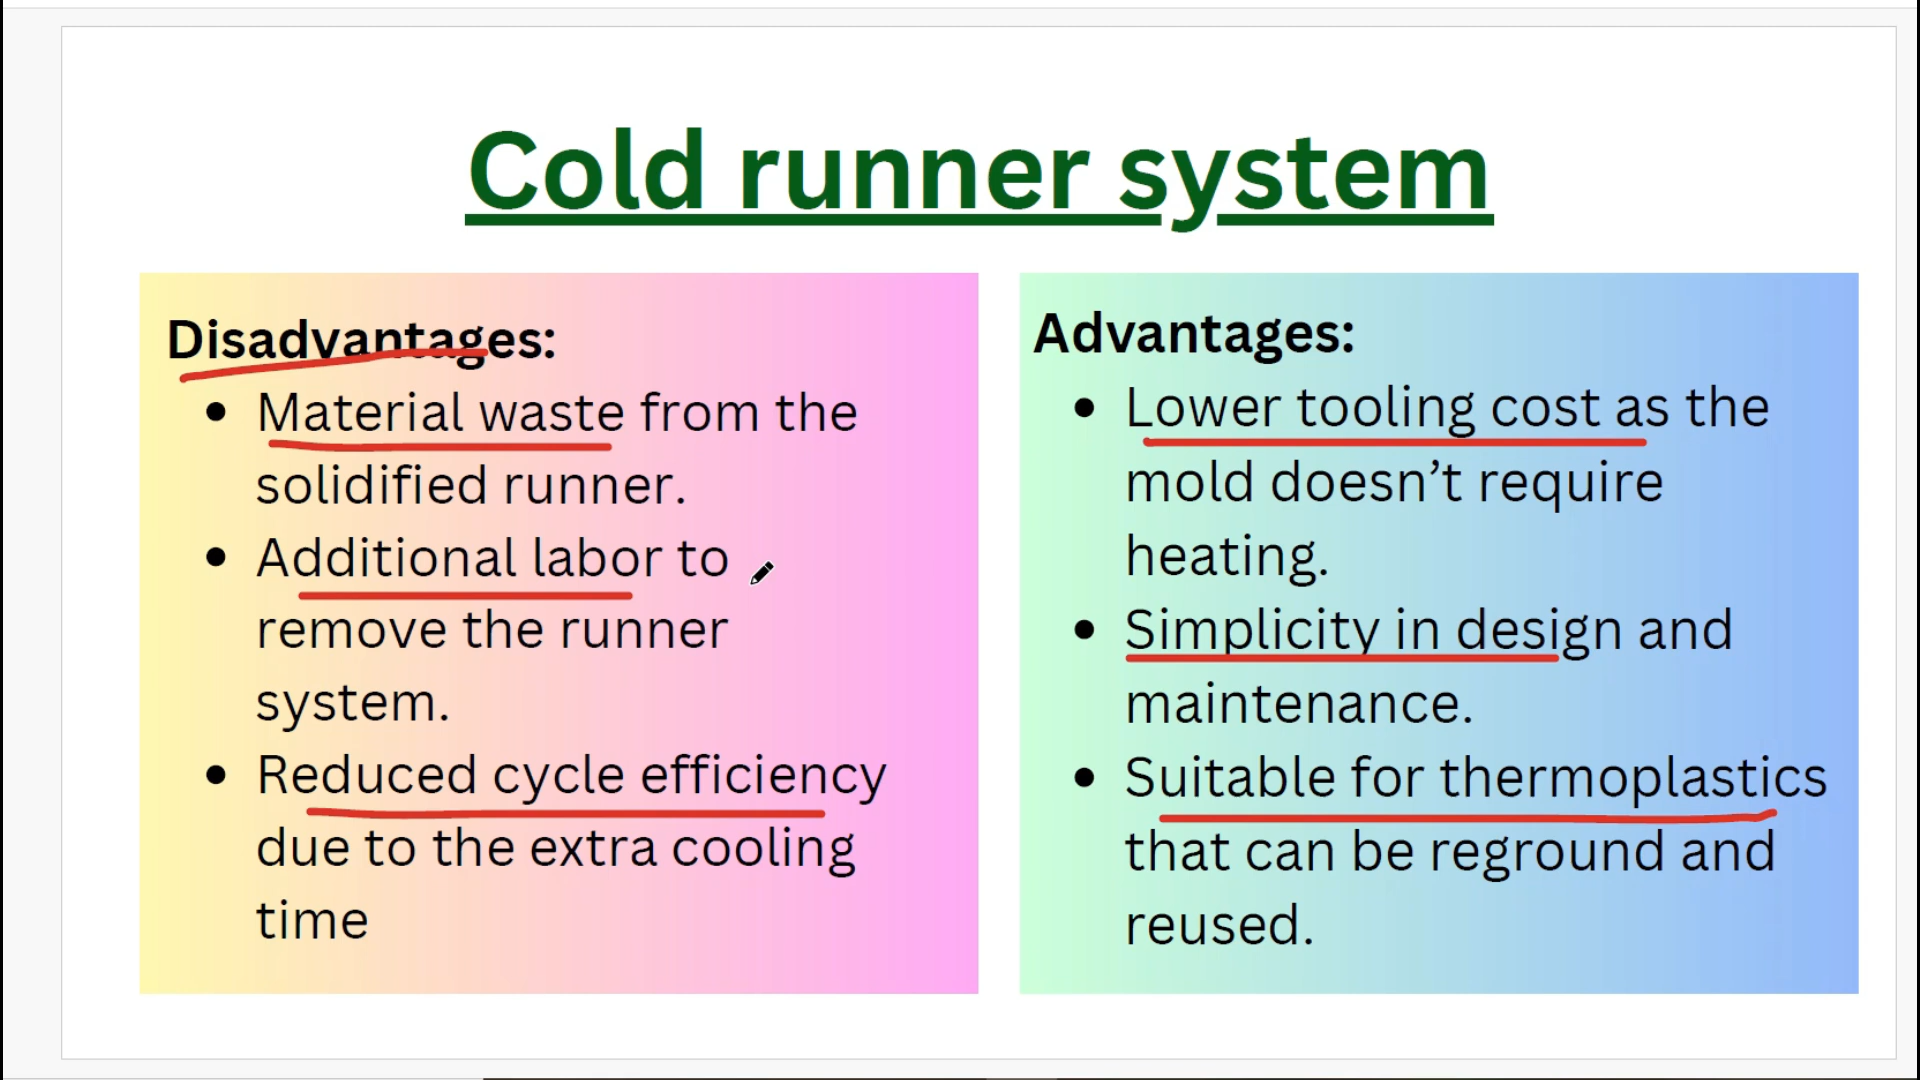 Cold runner system
Disadvantages:
• Material waste from the
solidified runner.
• Additional labor to
remove the runner
system.
• Reduced cycle efficiency
due to the extra cooling
time
Advantages:
• Lower tooling cost as the
mold doesn’t require
heating.
• Simplicity in design and
maintenance.
• Suitable for thermoplastics
that can be reground and
reused.